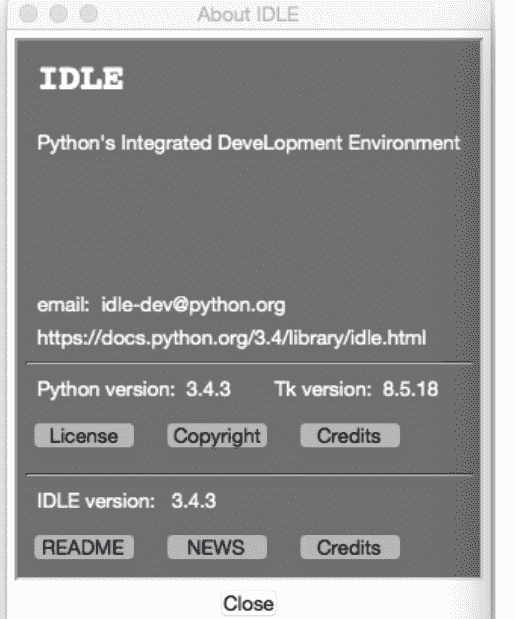 About IDLE
IDLE
Python's Integrated DeveLopment Environment
email: idle-dev@python.org
https://docs.python.org/3.4/library/idle.html
Python version: 3.4.3 Tk version: 8.5.18
License Copyright Credits
IDLE version: 3.4.3
README NEWS Credits
Close